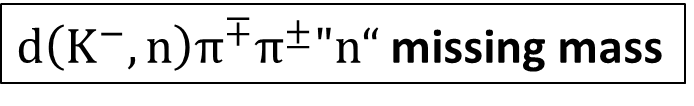 d(K⁻, n)π∓π±"n“ missing mass